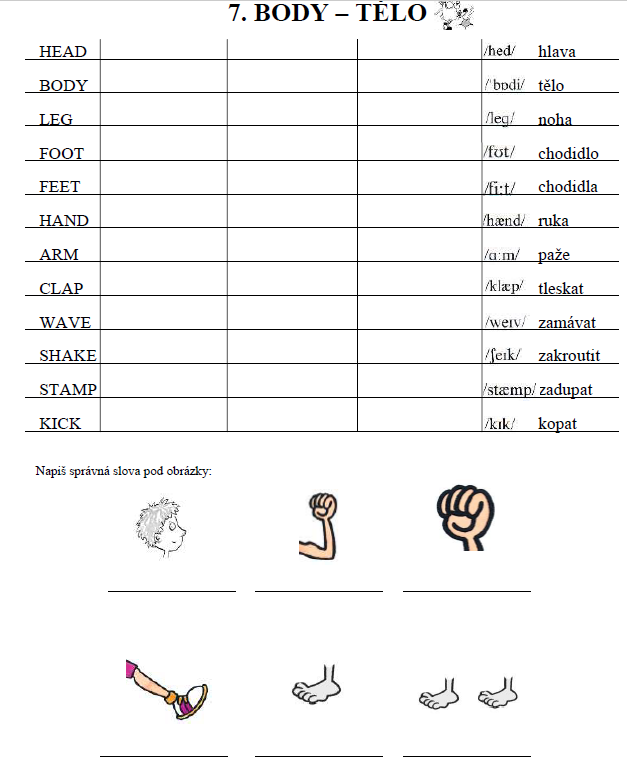 7. BODY – TĚLO
HEAD /hed/ hlava
BODY /ˈbɒdi/ tělo
LEG /leg/ noha
FOOT /fʊt/ chodidlo
FEET /fi:t/ chodidla
HAND /hænd/ ruka
ARM /ɑ:m/ paže
CLAP /klæp/ tleskat
WAVE /weɪv/ zamávat
SHAKE /ʃeɪk/ zakroutit
STAMP /stæmp/ zadupat
KICK /kɪk/ kopat
Napiš správná slova pod obrázky: